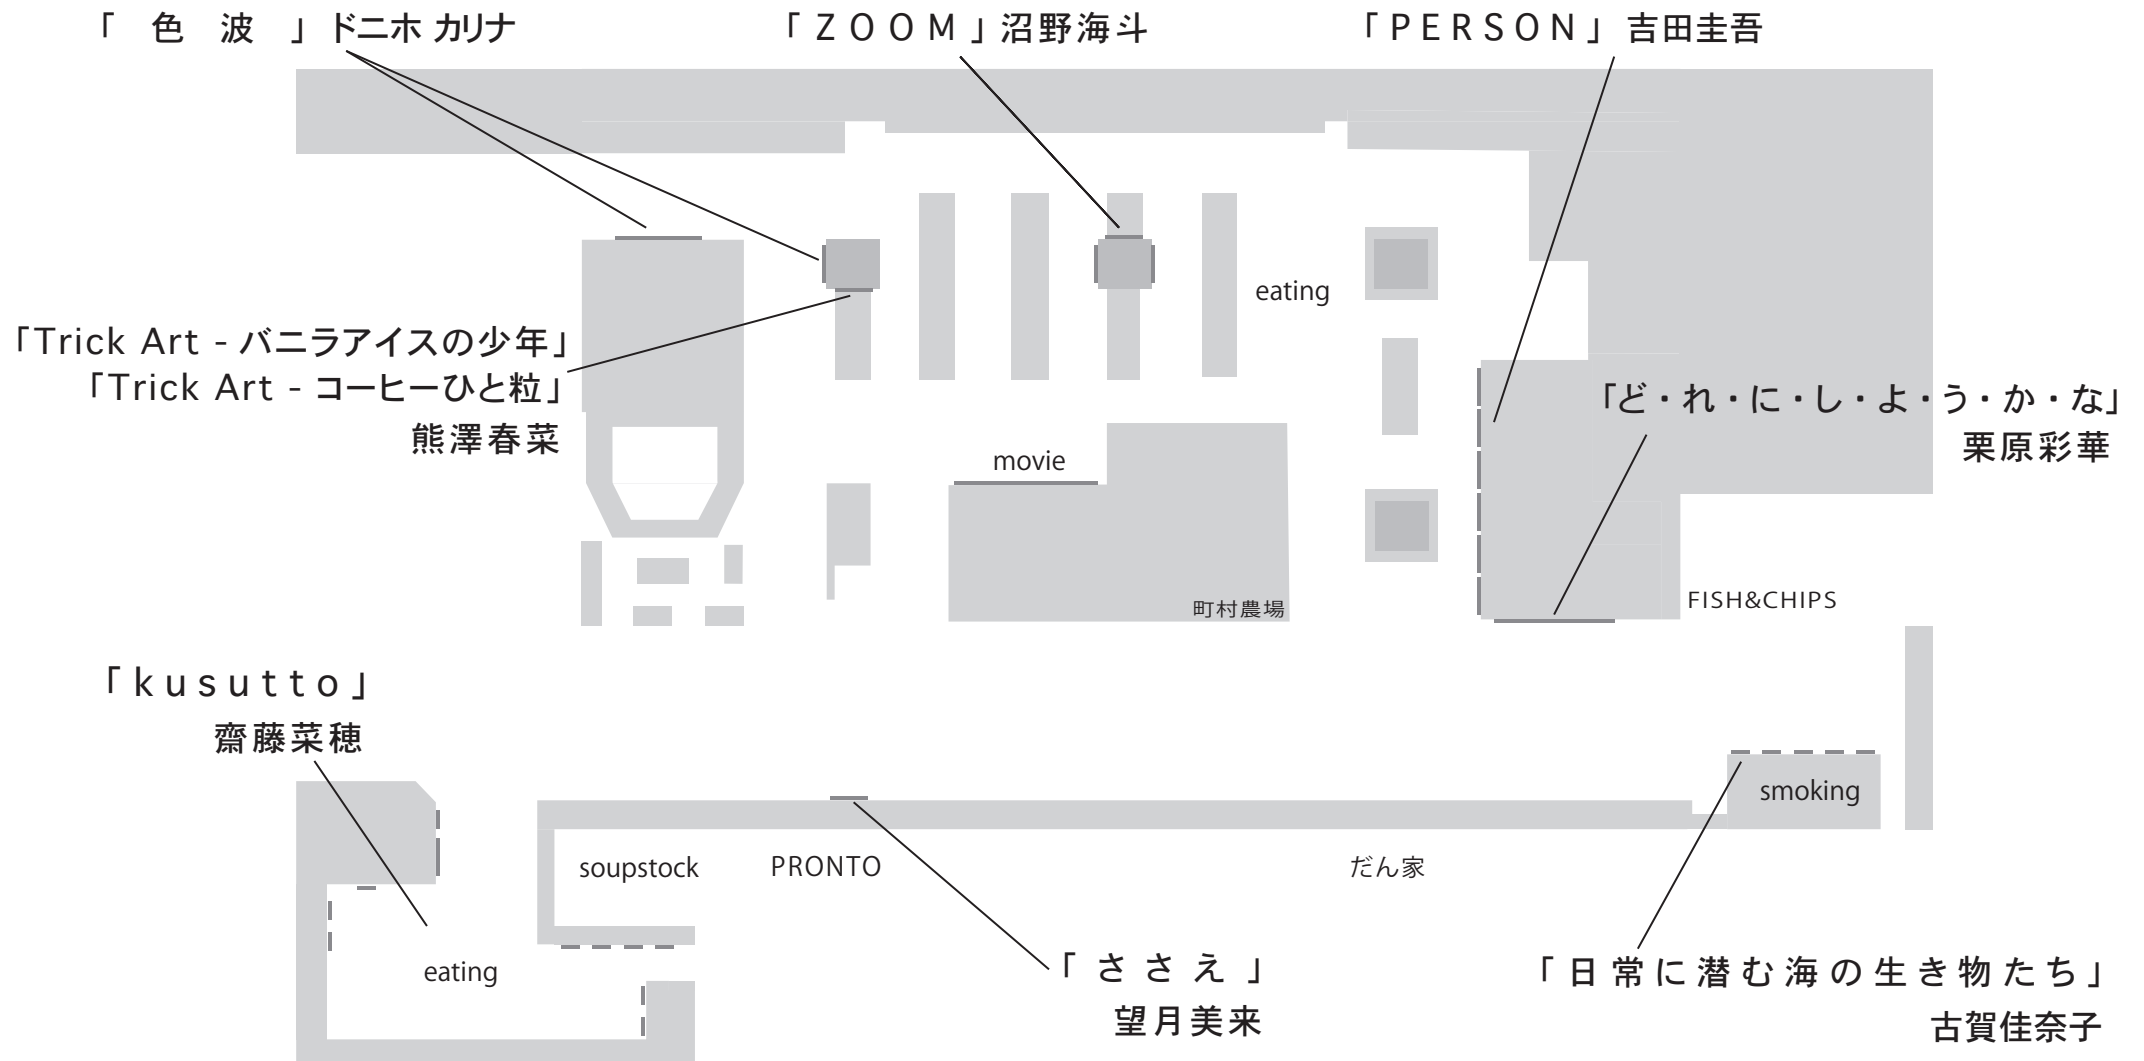 「色波」ドニホ カリナ
「ZOOM」沼野海斗
「PERSON」吉田圭吾
eating
「Trick Art - バニラアイスの少年」
「Trick Art - コーヒーひと粒」
熊澤春菜
「ど・れ・に・し・よ・う・か・な」
栗原彩華
movie
町村農場
FISH&CHIPS
「kusutto」
齋藤菜穂
smoking
soupstock
PRONTO
だん家
eating
「ささえ」
望月美来
「日常に潜む海の生き物たち」
古賀佳奈子